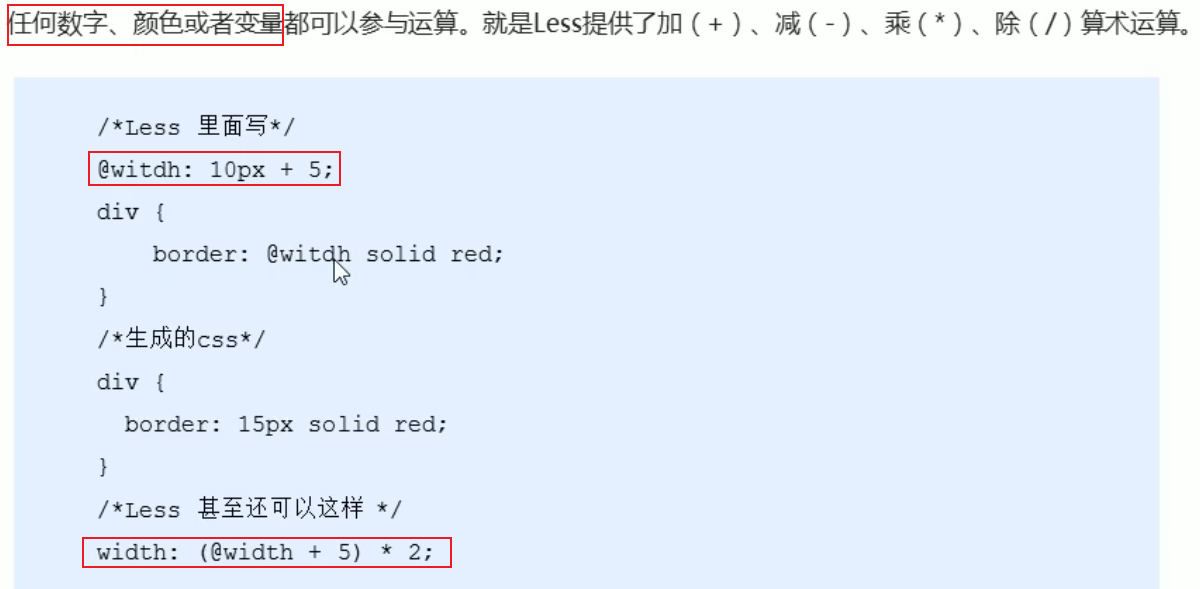 任何数字、颜色或者变量都可以参与运算。就是Less提供了加（+）、减（-）、乘（*）、除（/）算术运算。
/*Less 里面写*/
@witdh: 10px + 5;
div {
    border: @witdh solid red;
}
/*生成的css*/
div {
  border: 15px solid red;
}
/*Less 甚至还可以这样 */
width: (@width + 5) * 2;